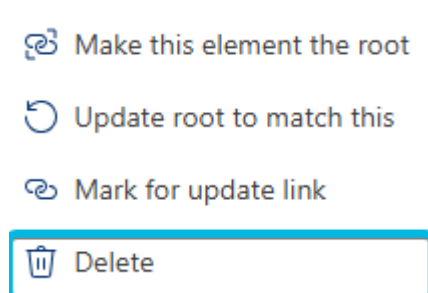 Make this element the root
Update root to match this
Mark for update link
Delete